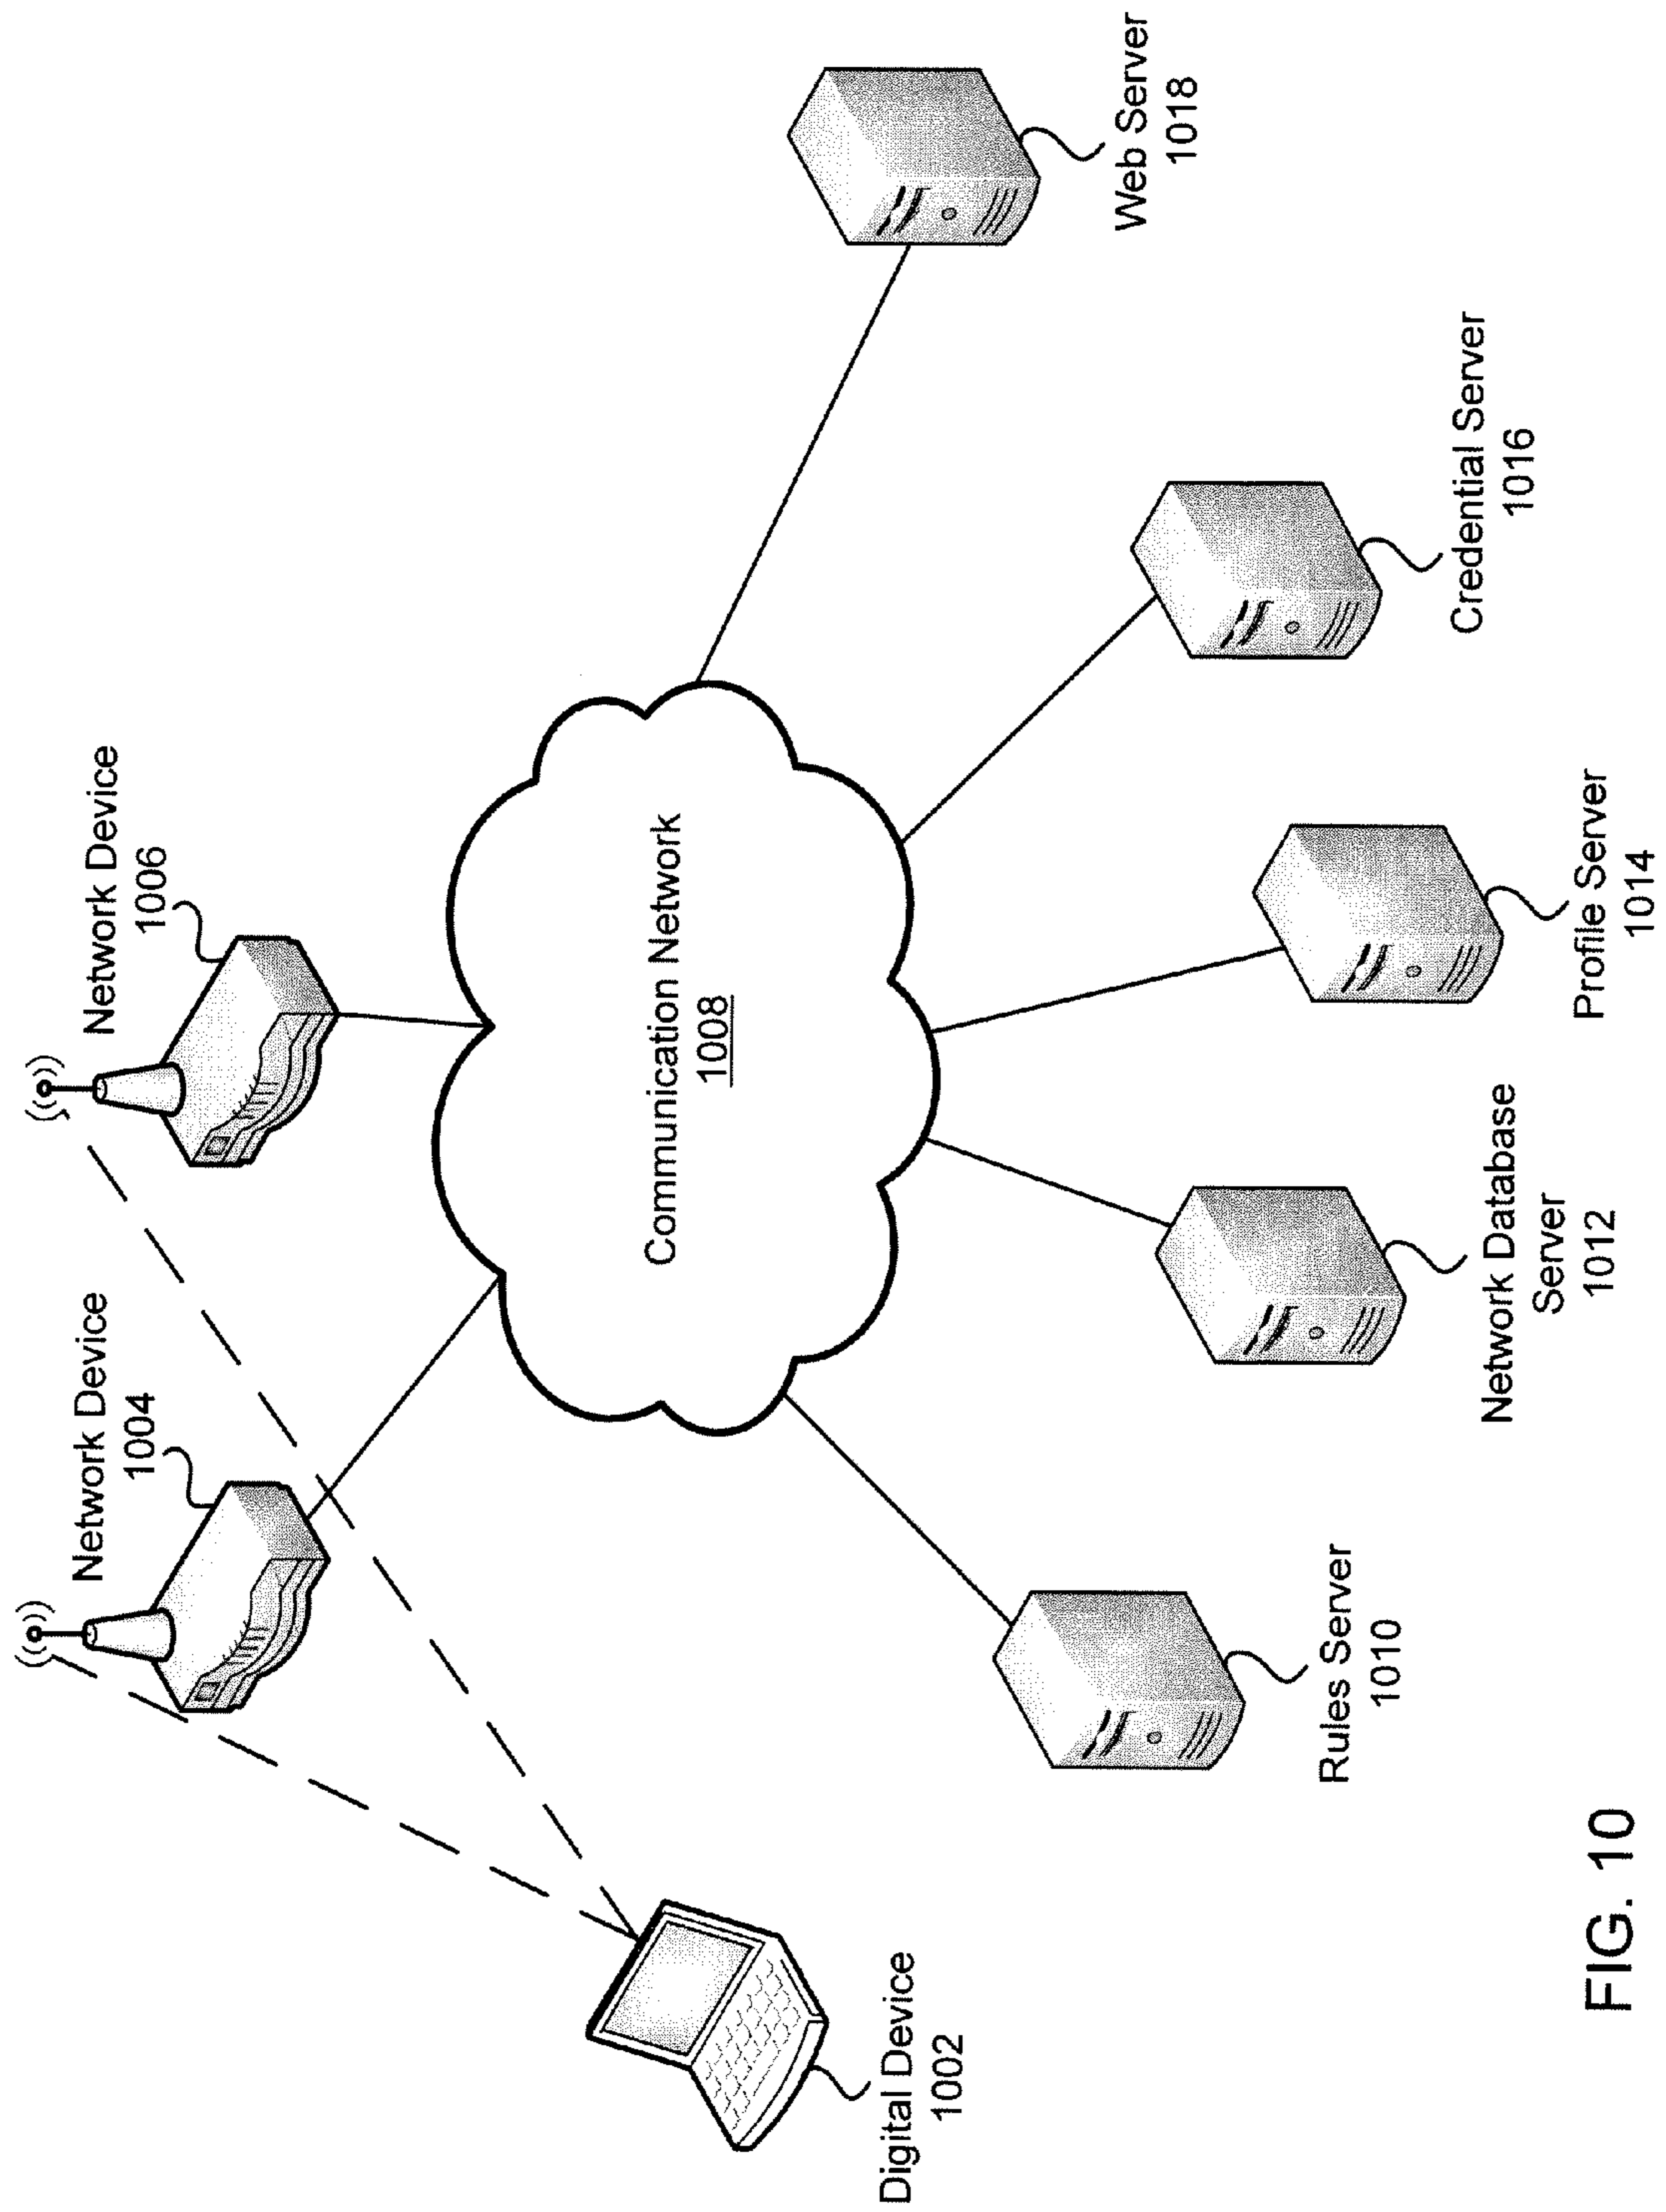 Network Device
1004
Network Device
1006
Digital Device
1002
Communication Network
1008
Web Server
1018
Rules Server
1010
Network Database
Server
1012
Profile Server
1014
Credential Server
1016
FIG. 10